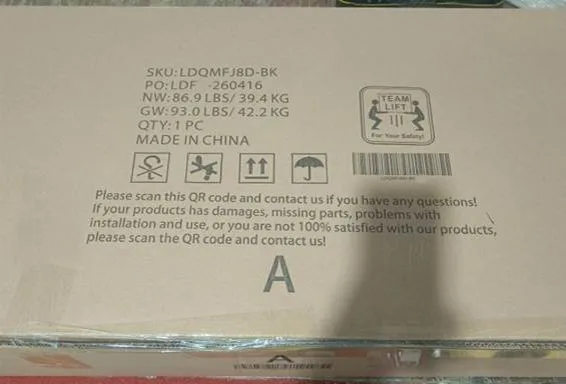 SKU: LDQMFJ8D-BK
PO: LDF -260416
NW: 86.9 LBS/ 39.4 KG
GW: 93.0 LBS/ 42.2 KG
QTY: 1 PC
MADE IN CHINA
TEAM
LIFT
For Your Safety!
Please scan this QR code and contact us if you have any questions!
If your products has damages, missing parts, problems with
installation and use, or you are not 100% satisfied with our products,
please scan the QR code and contact us!
A
A